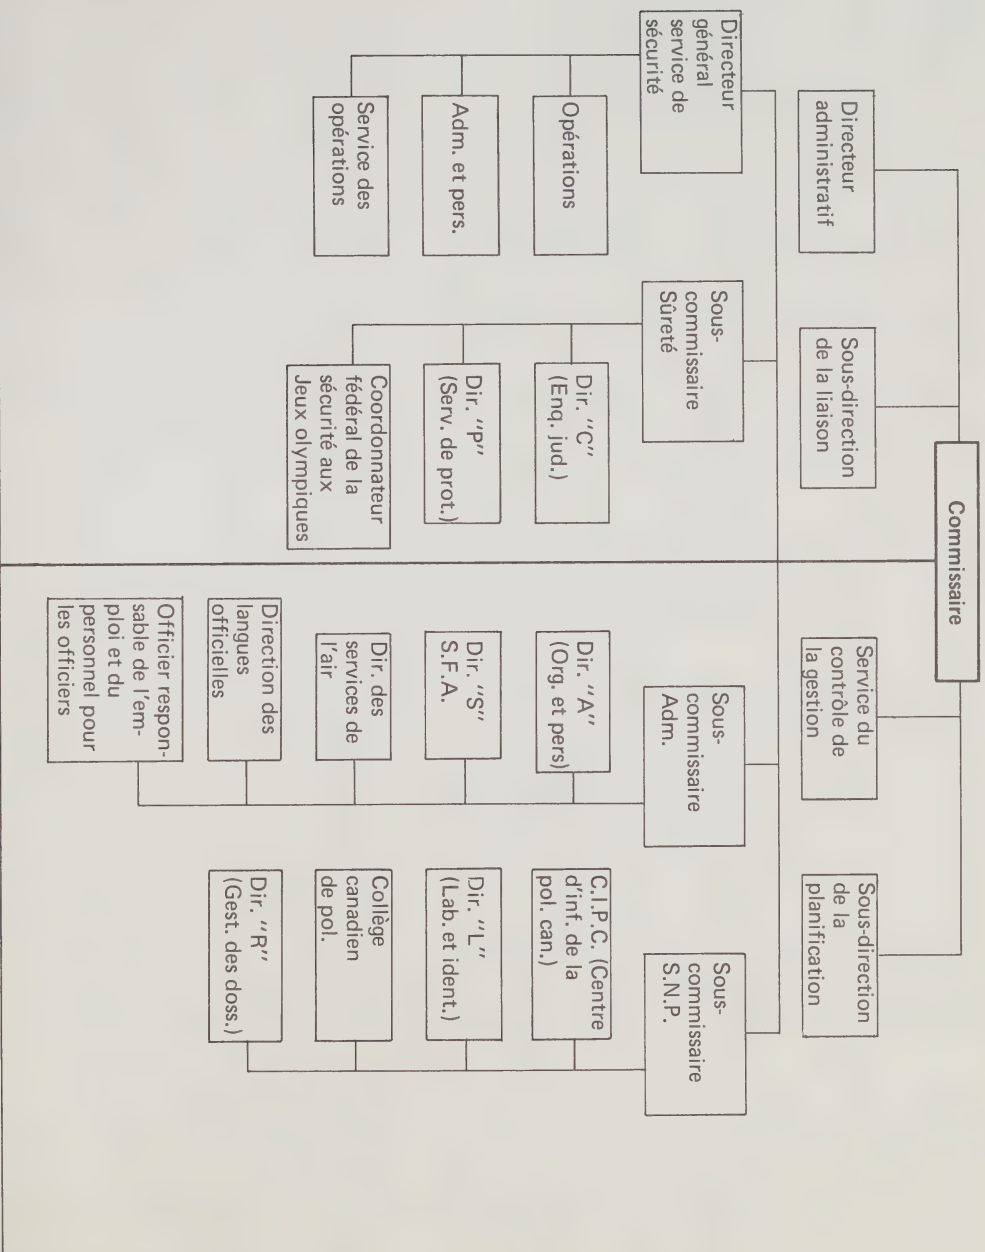 Commissaire
Directeur
administratif
Sous-direction
de la liaison
Service du
contrôle de
la gestion
Sous-direction
de la
planification
Directeur
général
service de
sécurité
Sous-
commissaire
Sûreté
Sous-
commissaire
Adm.
Sous-
commissaire
S.N.P.
Opérations
Adm. et pers.
Service des
opérations
Dir. "C"
(Enq. jud.)
Dir. "P"
(Serv. de prot.)
Coordonnateur
fédéral de la
sécurité aux
Jeux olympiques
Dir. "A"
(Org. et pers)
Dir. "S"
S.F.A.
Dir. des
services de
l'air
Direction des
langues
officielles
Officier respon-
sable de l'em-
ploi et du
personnel pour
les officiers
C.I.P.C. (Centre
d'inf. de la
pol. can.)
Dir. "L"
(Lab. et ident.)
Collège
canadien
de pol.
Dir. "R"
(Gest. des doss.)